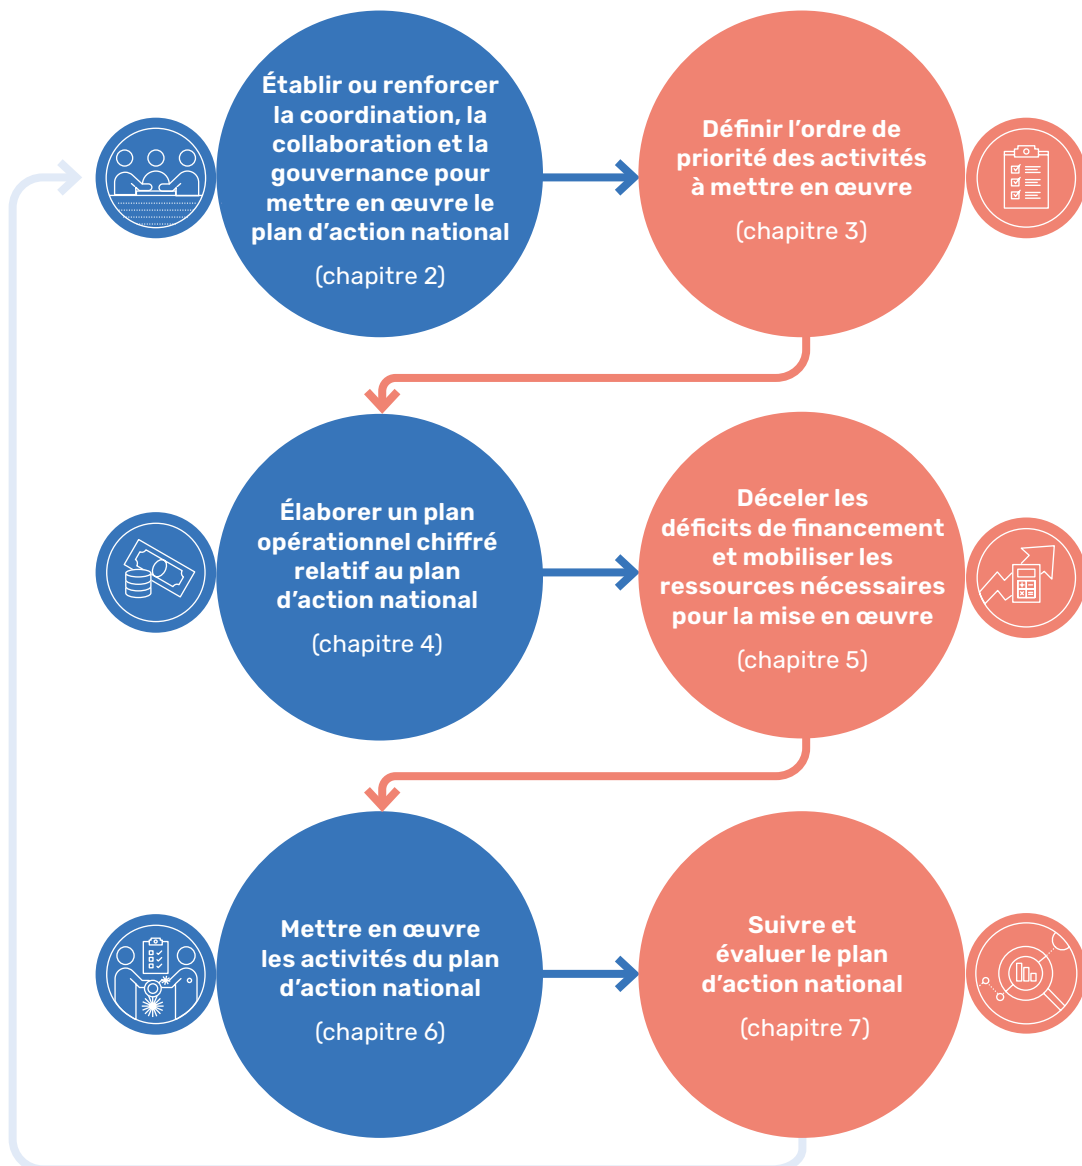 Établir ou renforcer
la coordination, la
collaboration et la
gouvernance pour
mettre en œuvre le
plan d’action national
(chapitre 2)
Définir l’ordre de
priorité des activités
à mettre en œuvre
(chapitre 3)
Élaborer un plan
opérationnel chiffré
relatif au plan
d’action national
(chapitre 4)
Déceler les
déficits de financement
et mobiliser les
ressources nécessaires
pour la mise en œuvre
(chapitre 5)
Mettre en œuvre
les activités du plan
d’action national
(chapitre 6)
Suivre et
évaluer le plan
d’action national
(chapitre 7)